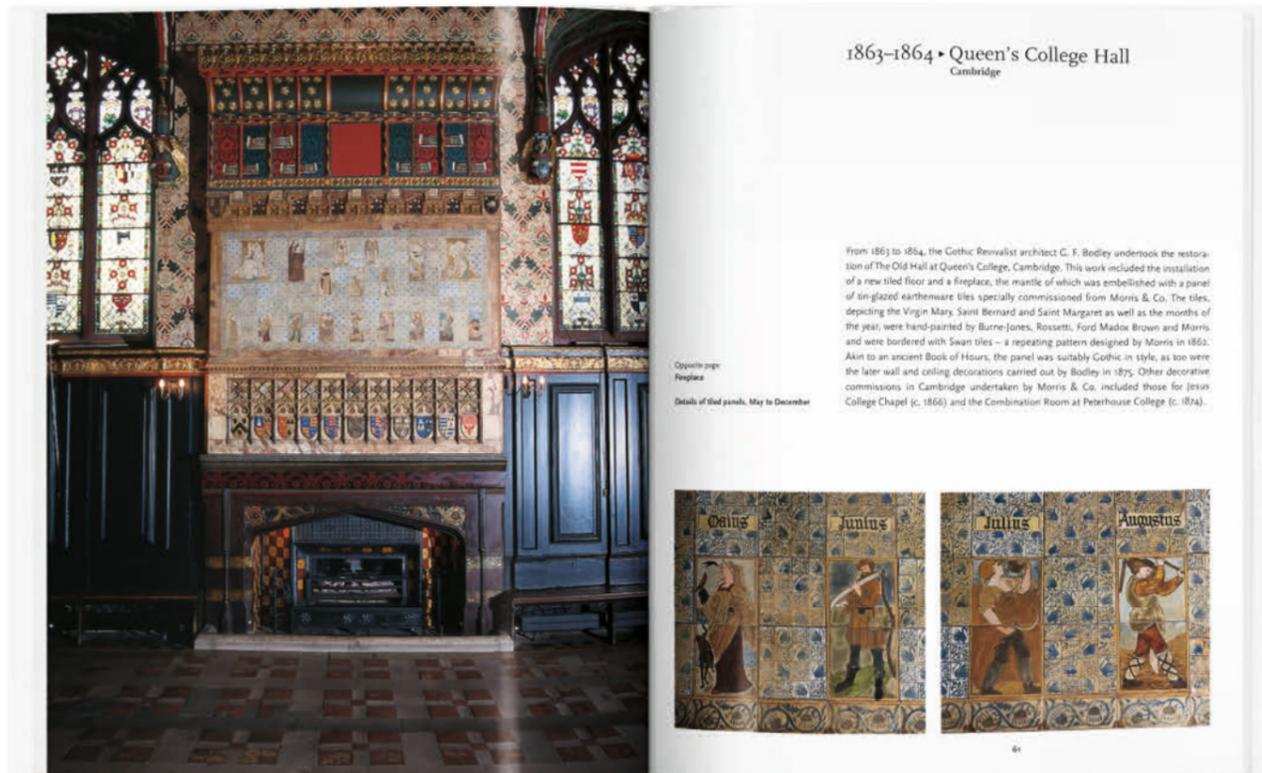 1863–1864 ▸ Queen's College Hall
Cambridge
From 1863 to 1864, the Gothic Revivalist architect G. F. Bodley undertook the restora-
tion of The Old Hall at Queen's College, Cambridge. This work included the installation
of a new tiled floor and a fireplace, the mantle of which was embellished with a panel
of tin-glazed earthenware tiles specially commissioned from Morris & Co. The tiles,
depicting the Virgin Mary, Saint Bernard and Saint Margaret as well as the months of
the year, were hand-painted by Burne-Jones, Rossetti, Ford Madox Brown and Morris
and were bordered with Swan tiles – a repeating pattern designed by Morris in 1862.
Akin to an ancient Book of Hours, the panel was suitably Gothic in style, as too were
the later wall and ceiling decorations carried out by Bodley in 1875. Other decorative
commissions in Cambridge undertaken by Morris & Co. included those for Jesus
College Chapel (c. 1866) and the Combination Room at Peterhouse College (c. 1874).
Opposite page:
Fireplace
Details of tiled panels, May to December
Maius
Junius
Julius
Augustus
61